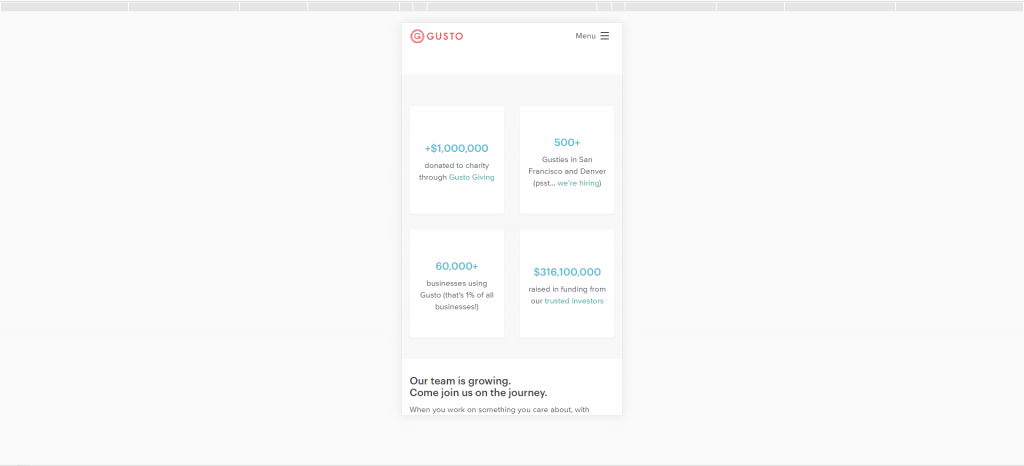 GUSTO
Menu
+$1,000,000
donated to charity
through Gusto Giving
500+
Gusties in San
Francisco and Denver
(psst... we're hiring)
60,000+
businesses using
Gusto (that's 1% of all
businesses!)
$316,100,000
raised in funding from
our trusted investors
Our team is growing.
Come join us on the journey.
When you work on something you care about, with